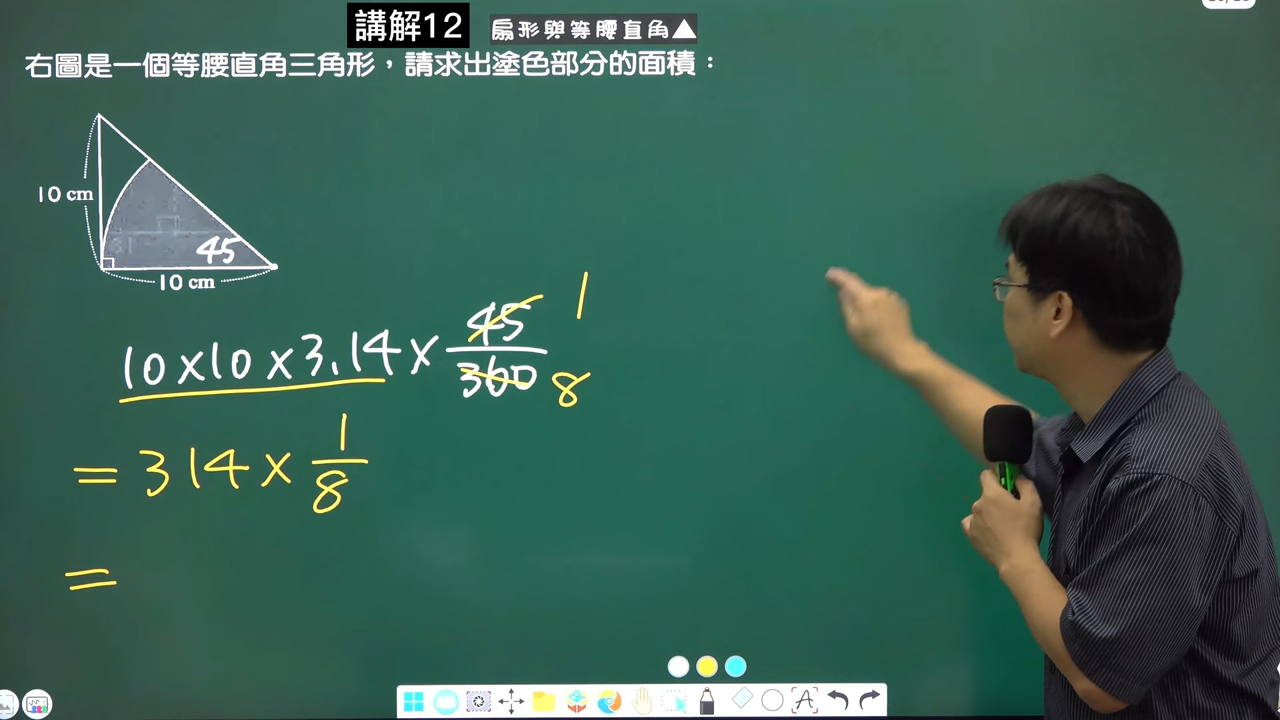 講解12
扇形與等腰直角▲
右圖是一個等腰直角三角形，請求出塗色部分的面積：
10 cm
45
10 cm
10×10×3.14×45/360 1 8
=314×1/8
=